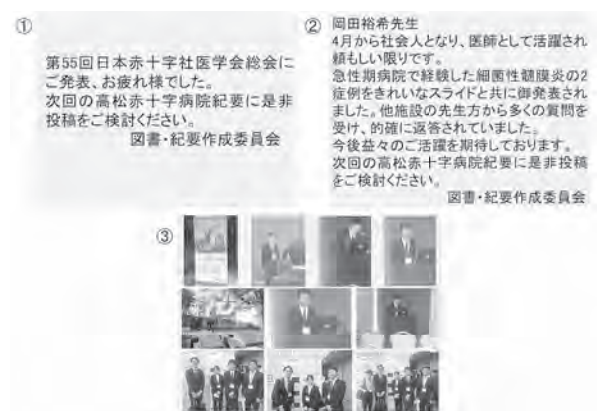 ①
第55回日本赤十字社医学会総会に
ご発表、お疲れ様でした。
次回の高松赤十字病院紀要に是非
投稿をご検討ください。
図書・紀要作成委員会
②
岡田裕希先生
4月から社会人となり、医師として活躍され
頼もしい限りです。
急性期病院で経験した細菌性髄膜炎の2
症例をきれいなスライドと共に御発表され
ました。他施設の先生方から多くの質問を
受け、的確に返答されていました。
今後益々のご活躍を期待しております。
次回の高松赤十字病院紀要に是非投稿
をご検討ください。
図書・紀要作成委員会
③